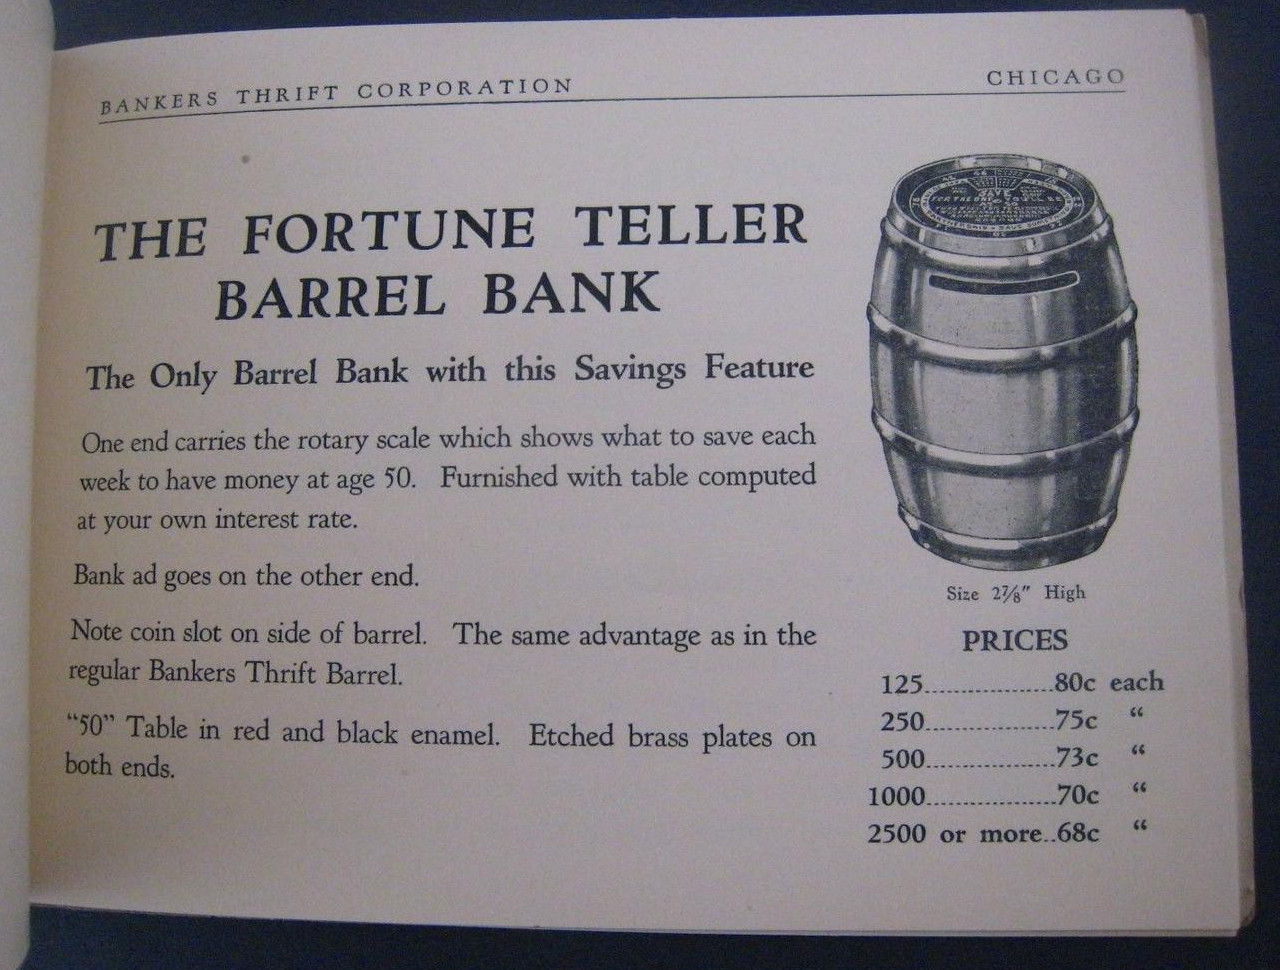 BANKERS THRIFT CORPORATION CHICAGO
THE FORTUNE TELLER
BARREL BANK
The Only Barrel Bank with this Savings Feature
One end carries the rotary scale which shows what to save each
week to have money at age 50. Furnished with table computed
at your own interest rate.
Bank ad goes on the other end.
Note coin slot on side of barrel. The same advantage as in the
regular Bankers Thrift Barrel.
“50” Table in red and black enamel. Etched brass plates on
both ends.
SAVE
Size 2⅞" High
PRICES
125..................80c each
250..................75c “
500..................73c “
1000..................70c “
2500 or more..68c “